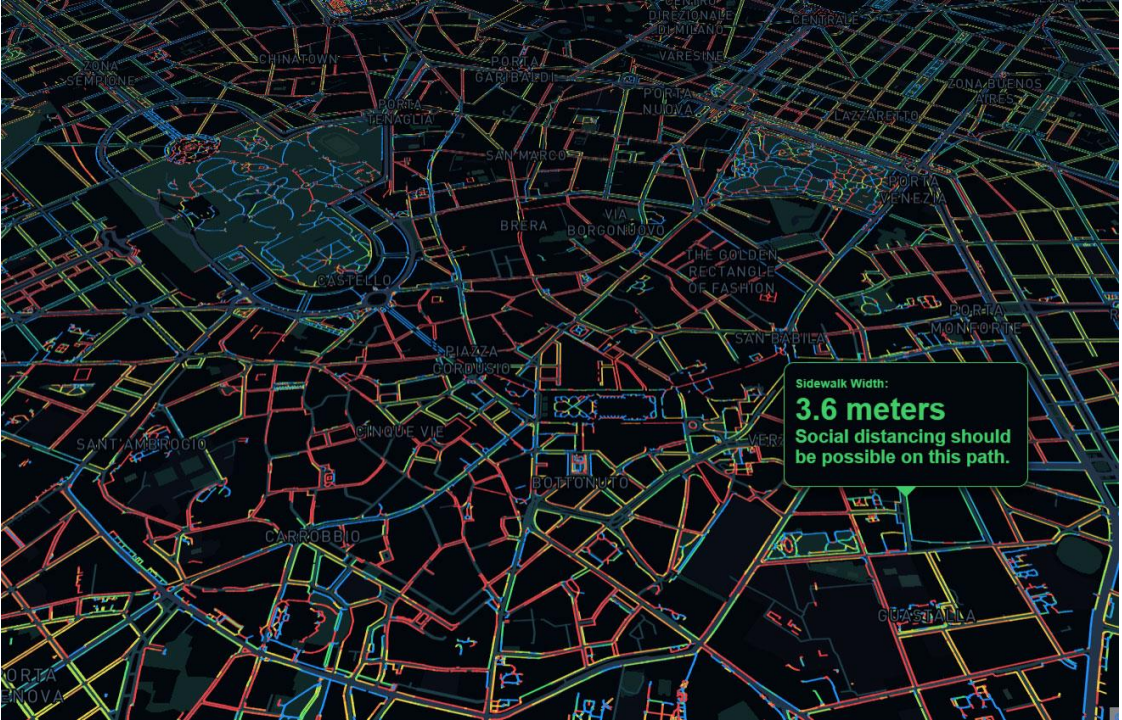 CENTRO
DIREZIONALE
DI MILANO
CENTRALE
VARESINE
CHINATOWN
ZONA
SEMPIONE
PORTA
GARIBALDI
ZONA BUENOS
AIRES
PORTA
NUOVA
PORTA
TENAGLIA
LAZZARETTO
SAN MARCO
PORTA
VENEZIA
BRERA
VIA
BORGONUOVO
THE GOLDEN
RECTANGLE
OF FASHION
CASTELLO
PORTA
MONFORTE
SAN BABILA
PIAZZA
CORDUSIO
Sidewalk Width:
3.6 meters
Social distancing should
be possible on this path.
SANT'AMBROGIO
CINQUE VIE
VERZ
BOTTONUTO
CARROBBIO
GUASTALLA
PORTA
GENOVA